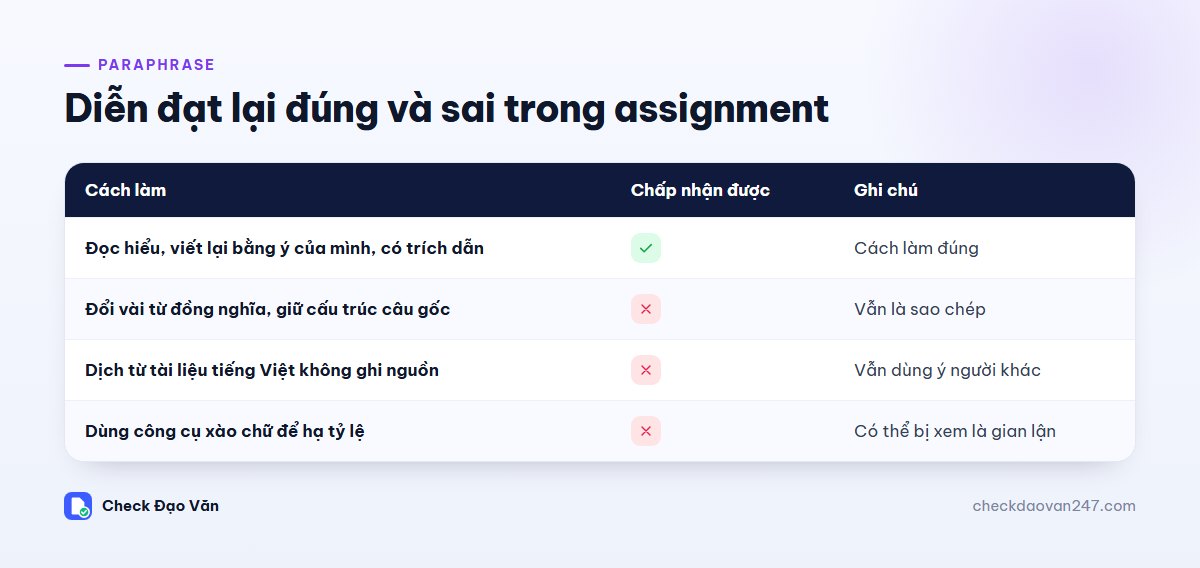 PARAPHRASE
Diễn đạt lại đúng và sai trong assignment
Cách làm Chấp nhận được Ghi chú
Đọc hiểu, viết lại bằng ý của mình, có trích dẫn Cách làm đúng
Đổi vài từ đồng nghĩa, giữ cấu trúc câu gốc Vẫn là sao chép
Dịch từ tài liệu tiếng Việt không ghi nguồn Vẫn dùng ý người khác
Dùng công cụ xào chữ để hạ tỷ lệ Có thể bị xem là gian lận
Check Đạo Văn checkdaovan247.com